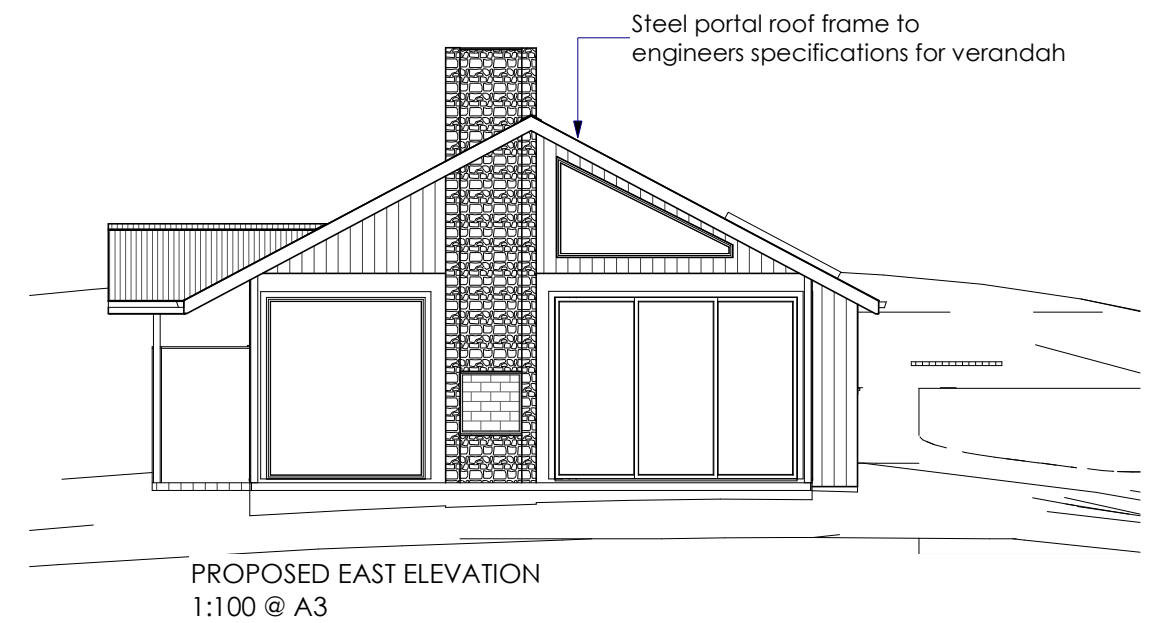 Steel portal roof frame to
engineers specifications for verandah
PROPOSED EAST ELEVATION
1:100 @ A3